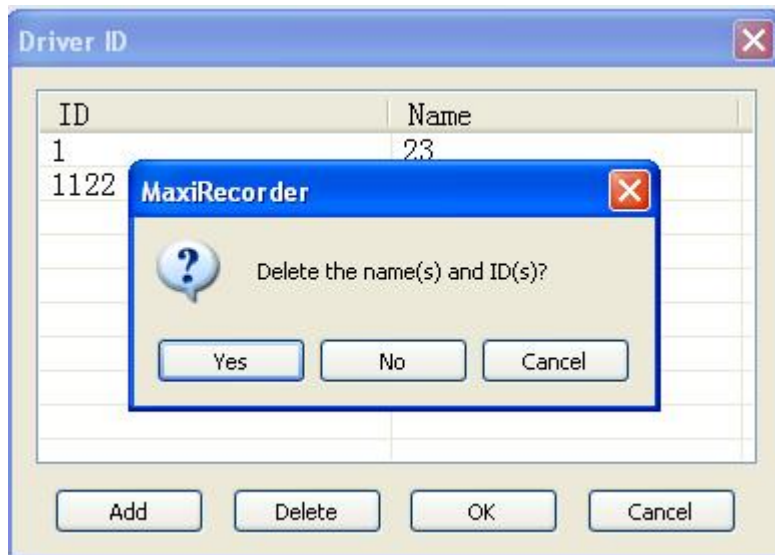 Driver ID
ID Name
1 23
1122
MaxiRecorder
Delete the name(s) and ID(s)?
Yes No Cancel
Add Delete OK Cancel